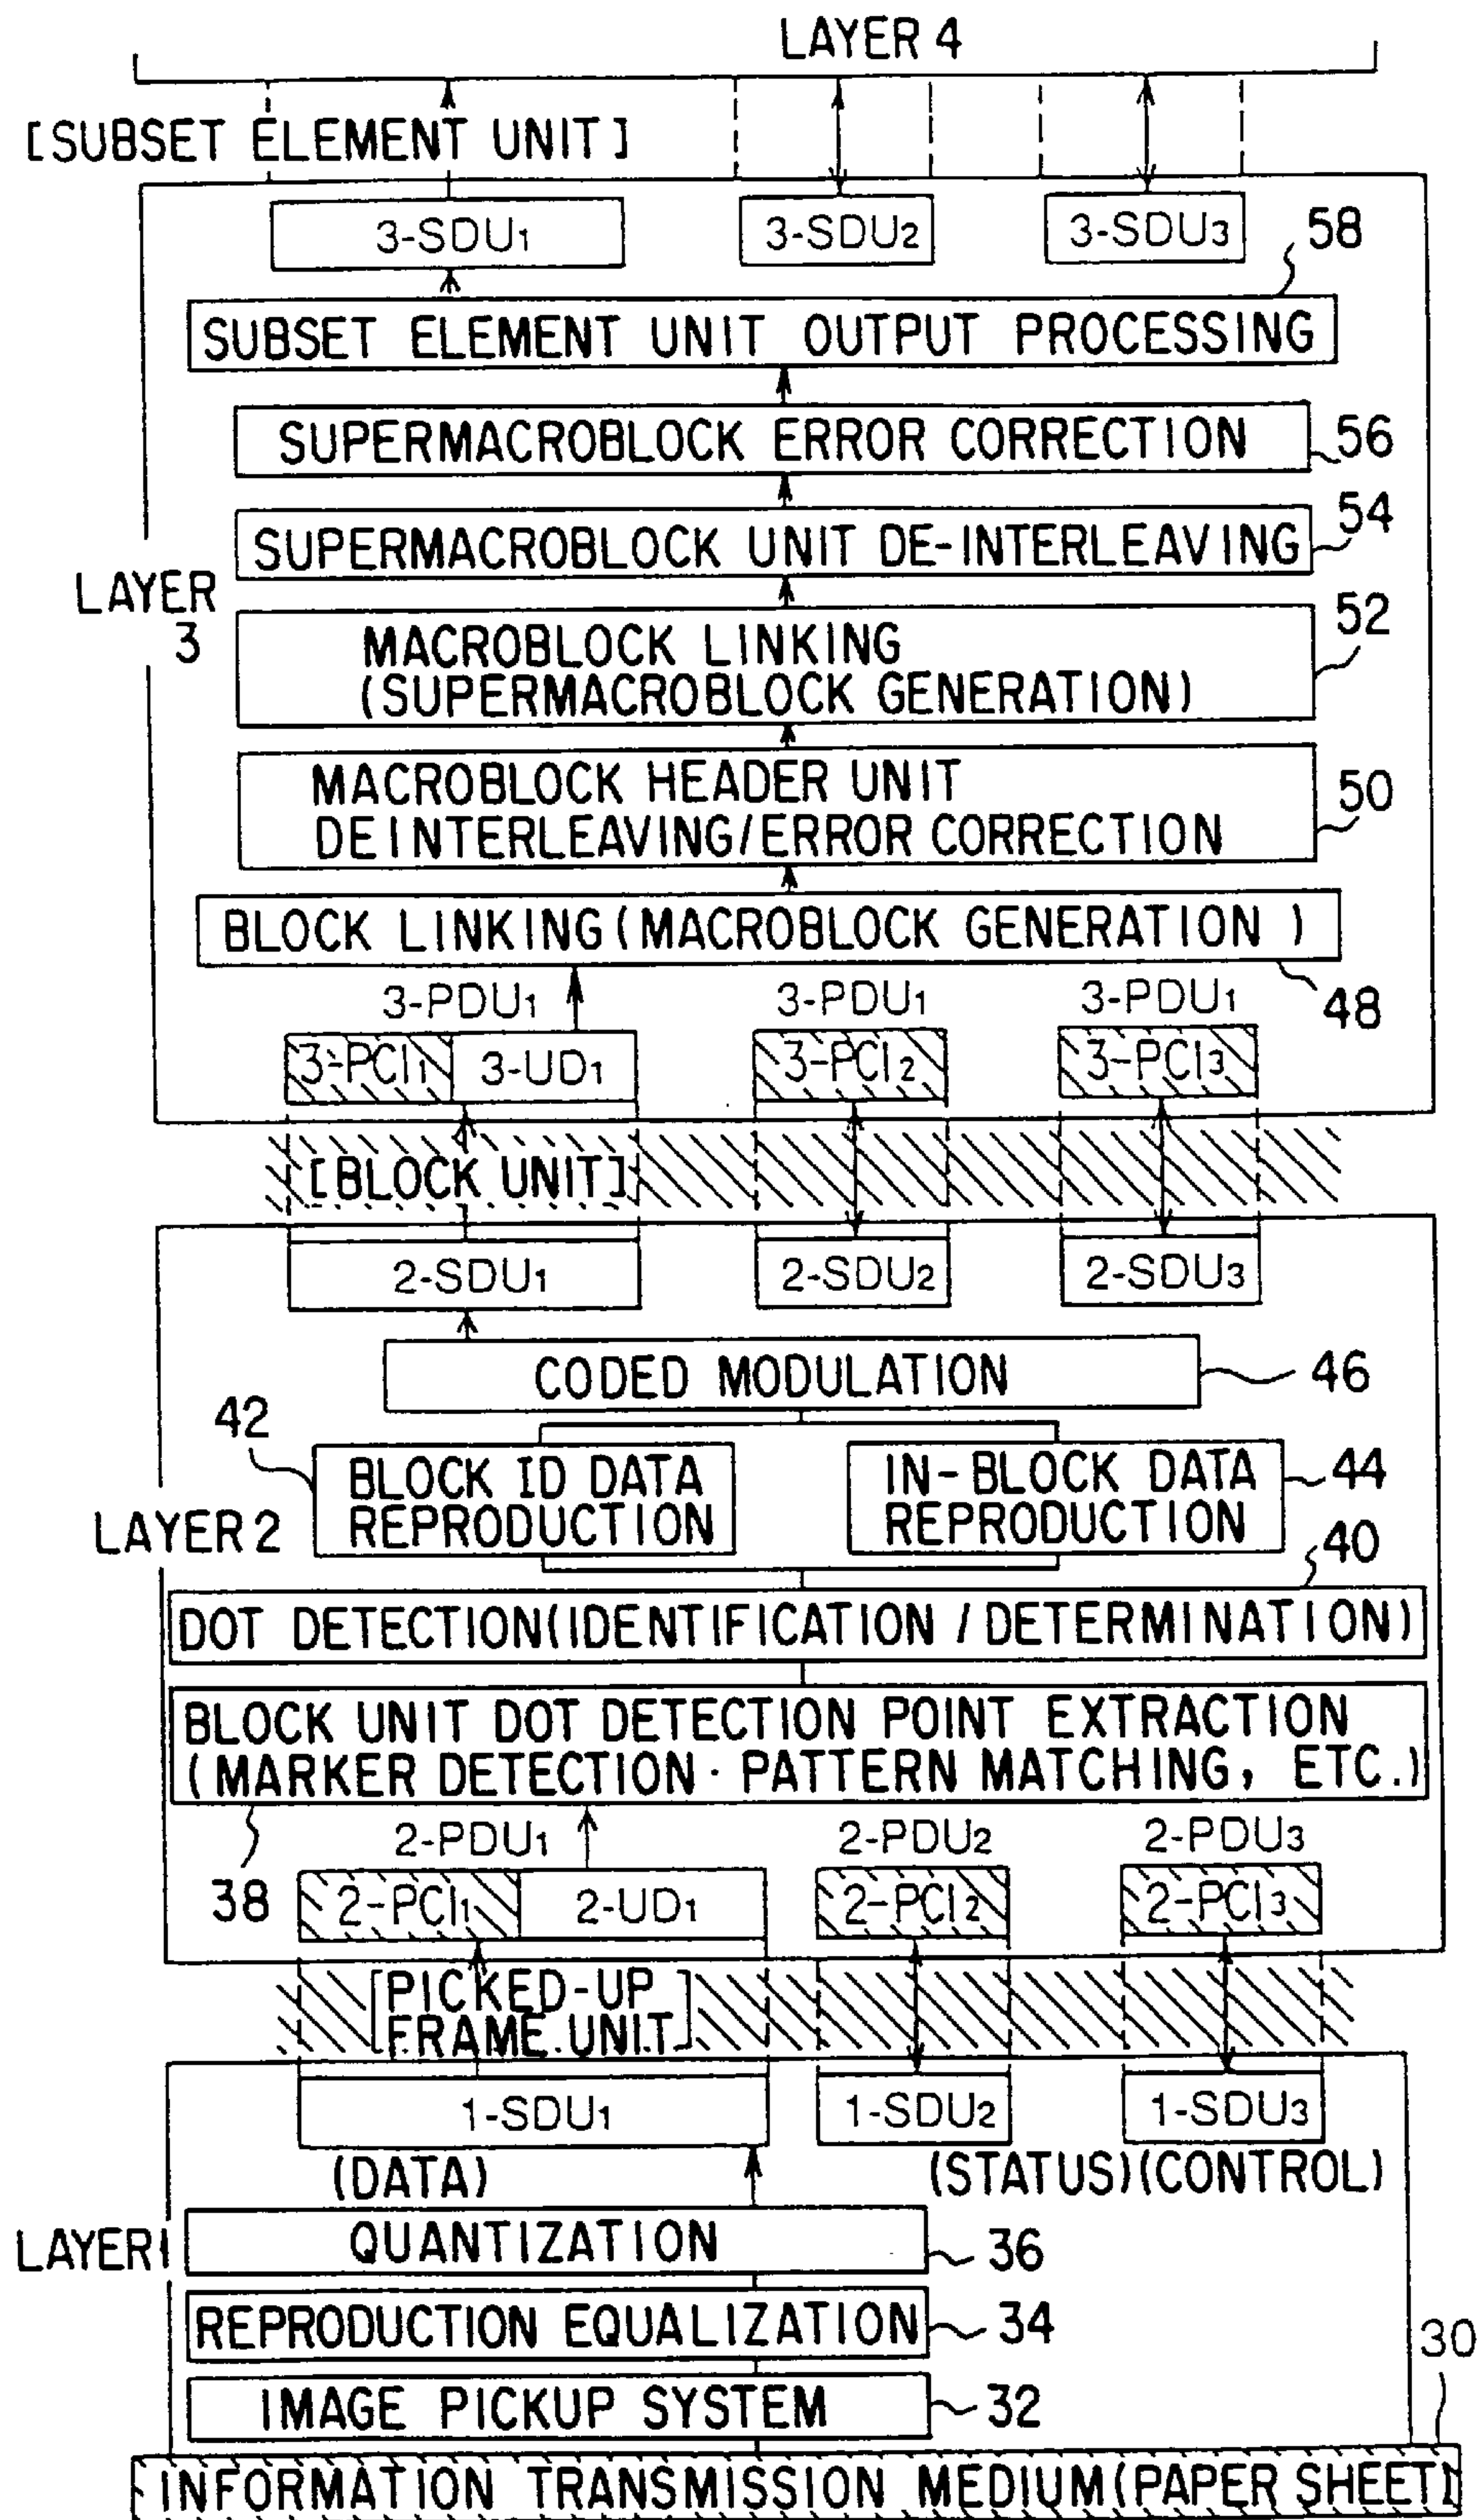 LAYER 4
[SUBSET ELEMENT UNIT]
3-SDU1 3-SDU2 3-SDU3
58
SUBSET ELEMENT UNIT OUTPUT PROCESSING
SUPERMACROBLOCK ERROR CORRECTION
56
SUPERMACROBLOCK UNIT DE-INTERLEAVING
54
LAYER
3
MACROBLOCK LINKING
(SUPERMACROBLOCK GENERATION)
52
MACROBLOCK HEADER UNIT
DEINTERLEAVING/ERROR CORRECTION
50
BLOCK LINKING(MACROBLOCK GENERATION )
48
3-PDU1 3-PDU1 3-PDU1
3-PCI1 3-UD1 3-PCI2 3-PCI3
[BLOCK UNIT]
2-SDU1 2-SDU2 2-SDU3
CODED MODULATION
46
42
BLOCK ID DATA
REPRODUCTION
IN-BLOCK DATA
REPRODUCTION
44
LAYER 2
40
DOT DETECTION(IDENTIFICATION / DETERMINATION)
BLOCK UNIT DOT DETECTION POINT EXTRACTION
(MARKER DETECTION · PATTERN MATCHING, ETC.)
38
2-PDU1 2-PDU2 2-PDU3
2-PCI1 2-UD1 2-PCI2 2-PCI3
[PICKED-UP
FRAME UNIT]
1-SDU1 1-SDU2 1-SDU3
(DATA) (STATUS)(CONTROL)
LAYER1
QUANTIZATION
36
REPRODUCTION EQUALIZATION
34
IMAGE PICKUP SYSTEM
32
30
INFORMATION TRANSMISSION MEDIUM(PAPER SHEET)